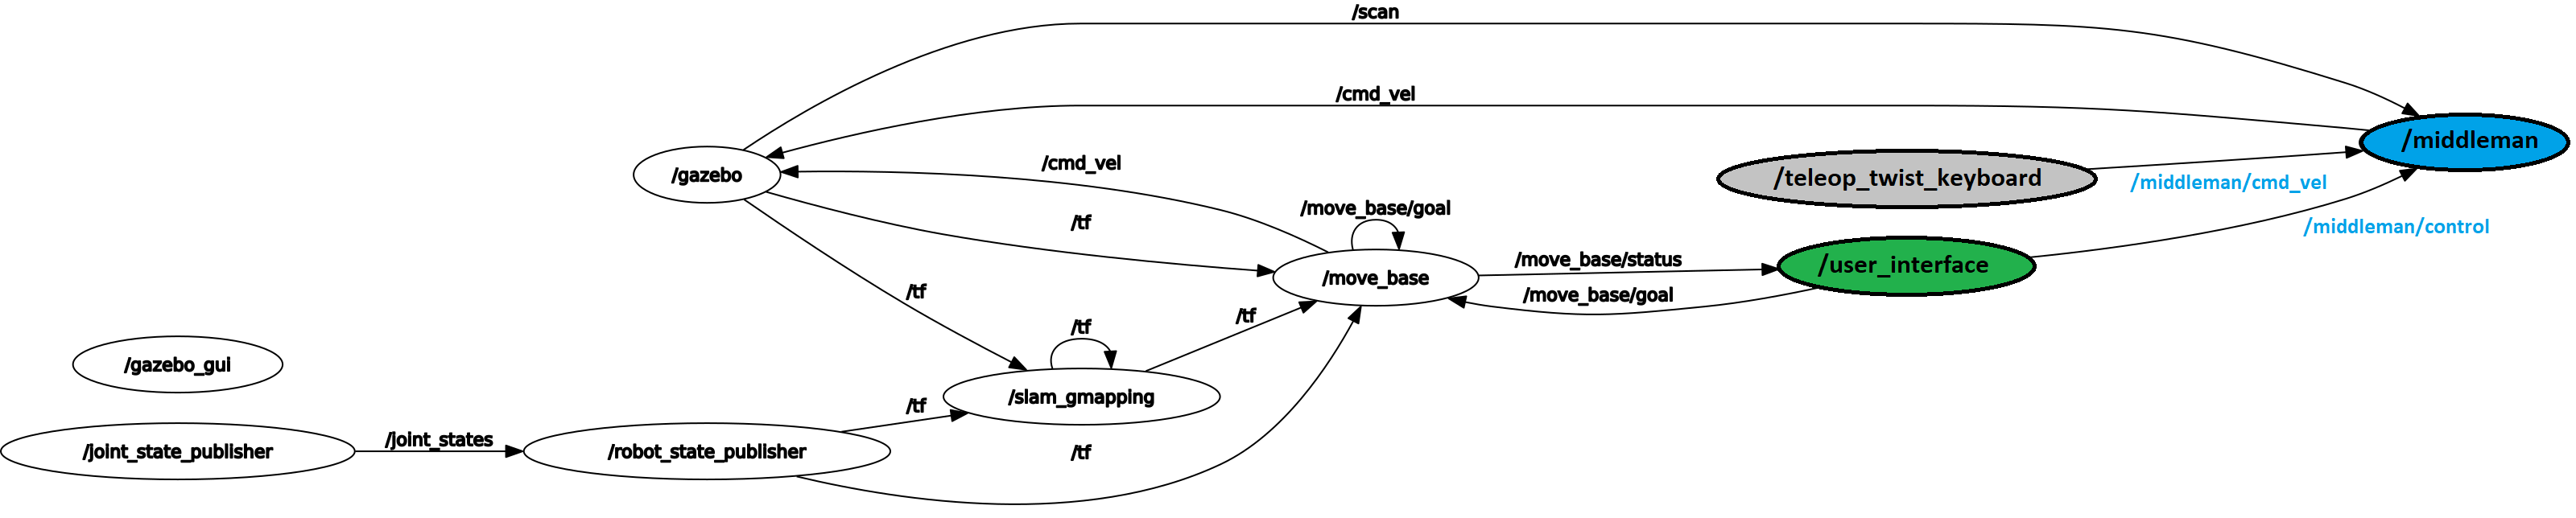 /scan
/cmd_vel
/middleman
/cmd_vel
/gazebo
/teleop_twist_keyboard
/middleman/cmd_vel
/move_base/goal
/tf
/middleman/control
/move_base/status
/user_interface
/move_base
/tf
/move_base/goal
/tf
/tf
/gazebo_gui
/slam_gmapping
/tf
/joint_states
/joint_state_publisher
/robot_state_publisher
/tf